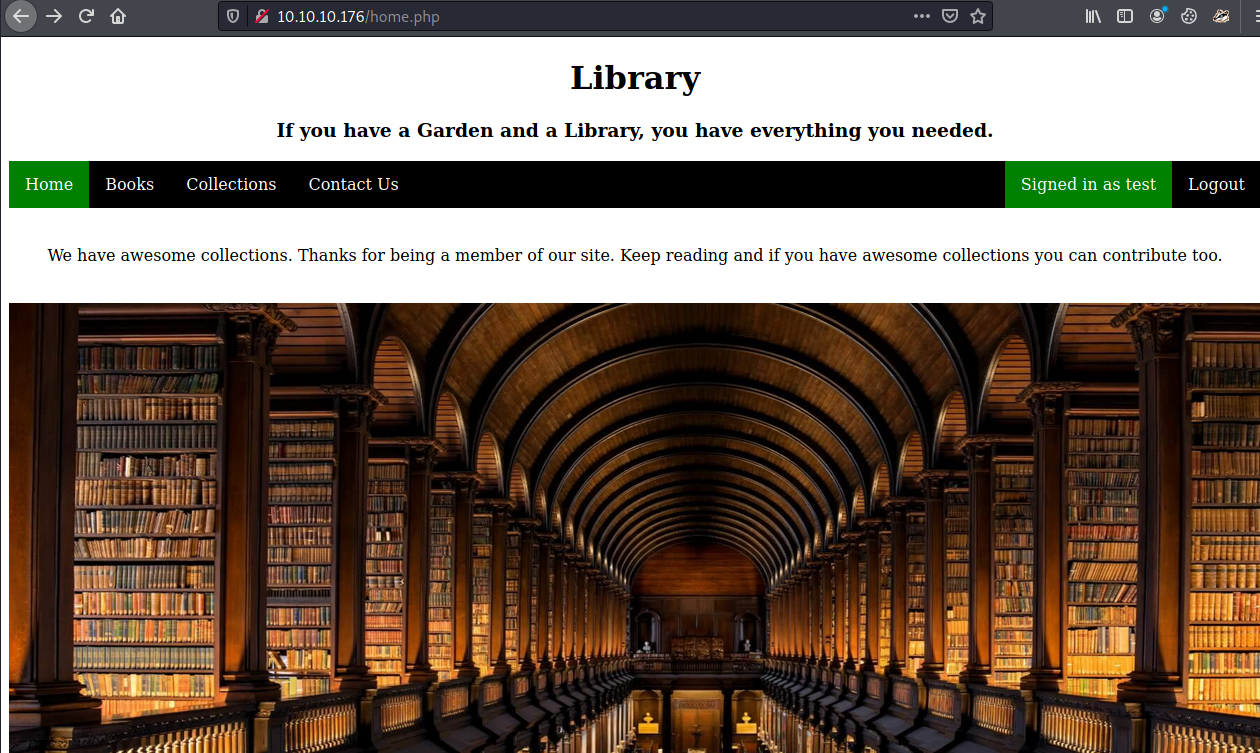 10.10.10.176/home.php
Library
If you have a Garden and a Library, you have everything you needed.
Home Books Collections Contact Us Signed in as test Logout
We have awesome collections. Thanks for being a member of our site. Keep reading and if you have awesome collections you can contribute too.